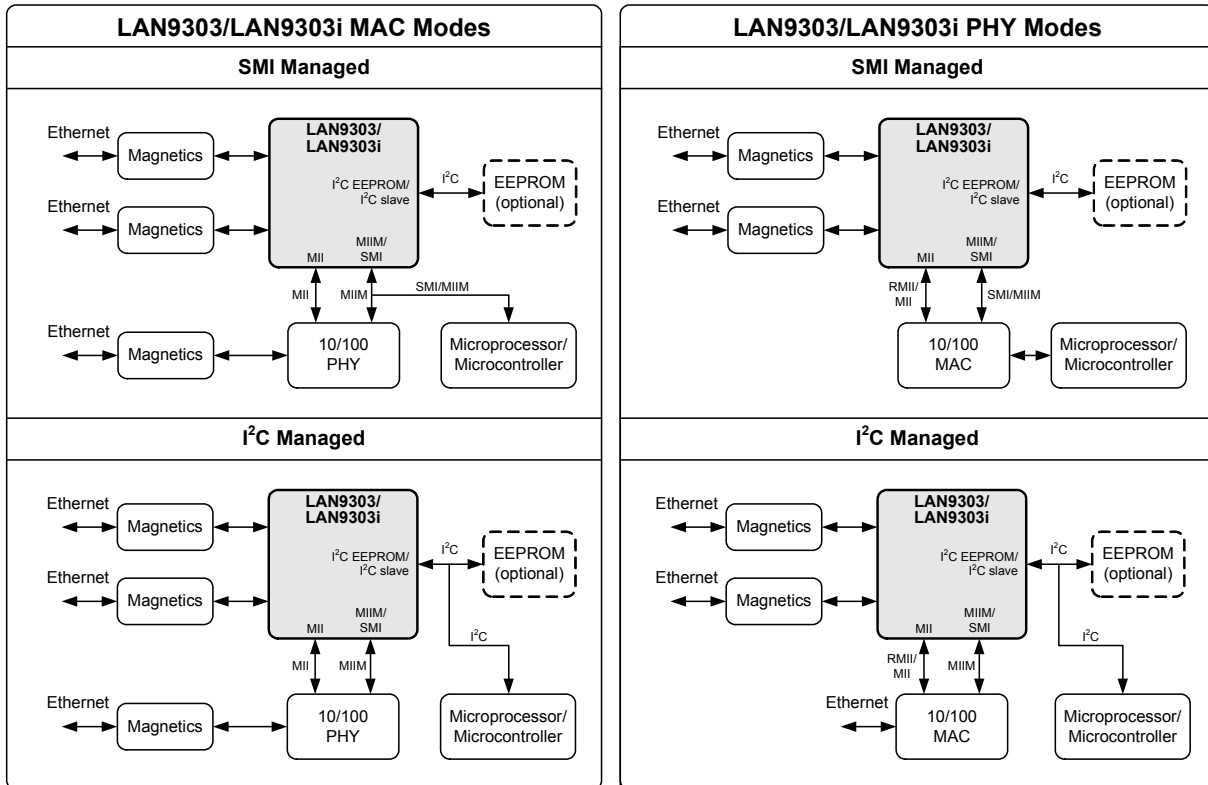 LAN9303/LAN9303i MAC Modes
SMI Managed
Ethernet
Magnetics
Ethernet
Magnetics
LAN9303/
LAN9303i
I²C EEPROM/
I²C slave
MIIM/
SMI
MII
I²C
EEPROM
(optional)
MII
MIIM
SMI/MIIM
Ethernet
Magnetics
10/100
PHY
Microprocessor/
Microcontroller
I²C Managed
Ethernet
Magnetics
Ethernet
Magnetics
LAN9303/
LAN9303i
I²C EEPROM/
I²C slave
MIIM/
SMI
MII
I²C
EEPROM
(optional)
I²C
MII
MIIM
Ethernet
Magnetics
10/100
PHY
Microprocessor/
Microcontroller
LAN9303/LAN9303i PHY Modes
SMI Managed
Ethernet
Magnetics
Ethernet
Magnetics
LAN9303/
LAN9303i
I²C EEPROM/
I²C slave
MIIM/
SMI
MII
I²C
EEPROM
(optional)
RMII/
MII
SMI/MIIM
10/100
MAC
Microprocessor/
Microcontroller
I²C Managed
Ethernet
Magnetics
Ethernet
Magnetics
LAN9303/
LAN9303i
I²C EEPROM/
I²C slave
MIIM/
SMI
MII
I²C
EEPROM
(optional)
I²C
RMII/
MII
MIIM
Ethernet
10/100
MAC
Microprocessor/
Microcontroller